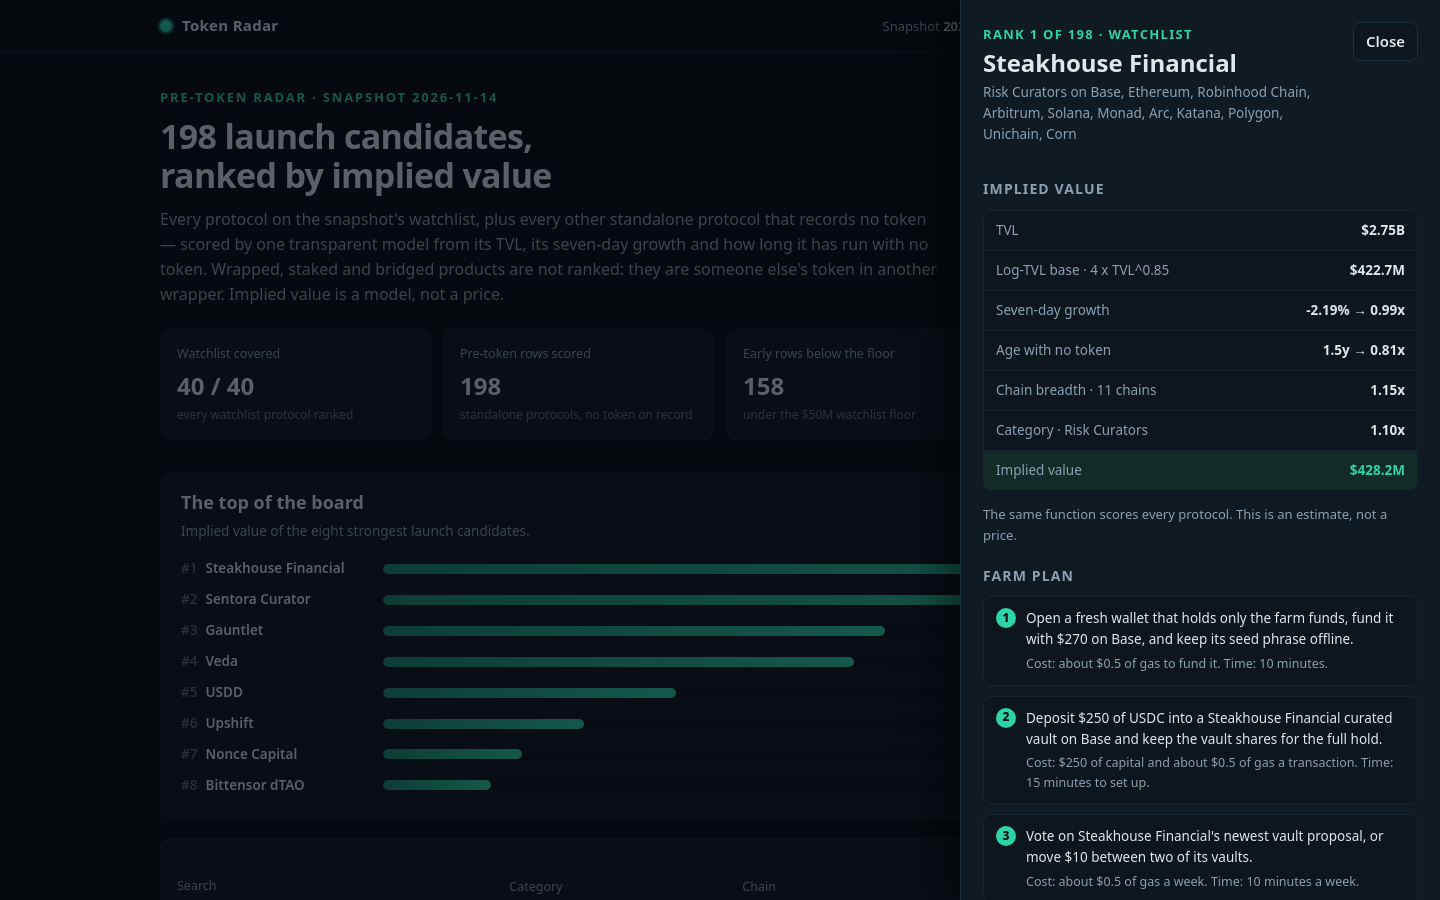 Token Radar
Snapshot 202
PRE-TOKEN RADAR · SNAPSHOT 2026-11-14
198 launch candidates,
ranked by implied value
Every protocol on the snapshot's watchlist, plus every other standalone protocol that records no token
— scored by one transparent model from its TVL, its seven-day growth and how long it has run with no
token. Wrapped, staked and bridged products are not ranked: they are someone else's token in another
wrapper. Implied value is a model, not a price.
Watchlist covered
40 / 40
every watchlist protocol ranked
Pre-token rows scored
198
standalone protocols, no token on record
Early rows below the floor
158
under the $50M watchlist floor
The top of the board
Implied value of the eight strongest launch candidates.
#1 Steakhouse Financial
#2 Sentora Curator
#3 Gauntlet
#4 Veda
#5 USDD
#6 Upshift
#7 Nonce Capital
#8 Bittensor dTAO
Search
Category
Chain
RANK 1 OF 198 · WATCHLIST
Close
Steakhouse Financial
Risk Curators on Base, Ethereum, Robinhood Chain,
Arbitrum, Solana, Monad, Arc, Katana, Polygon,
Unichain, Corn
IMPLIED VALUE
TVL $2.75B
Log-TVL base · 4 x TVL^0.85 $422.7M
Seven-day growth -2.19% → 0.99x
Age with no token 1.5y → 0.81x
Chain breadth · 11 chains 1.15x
Category · Risk Curators 1.10x
Implied value $428.2M
The same function scores every protocol. This is an estimate, not a
price.
FARM PLAN
1 Open a fresh wallet that holds only the farm funds, fund it
with $270 on Base, and keep its seed phrase offline.
Cost: about $0.5 of gas to fund it. Time: 10 minutes.
2 Deposit $250 of USDC into a Steakhouse Financial curated
vault on Base and keep the vault shares for the full hold.
Cost: $250 of capital and about $0.5 of gas a transaction. Time:
15 minutes to set up.
3 Vote on Steakhouse Financial's newest vault proposal, or
move $10 between two of its vaults.
Cost: about $0.5 of gas a week. Time: 10 minutes a week.